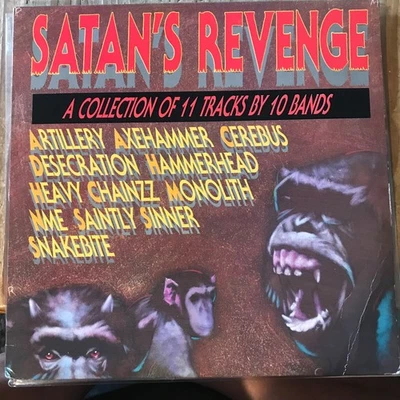 SATAN'S REVENGE
A COLLECTION OF 11 TRACKS BY 10 BANDS
ARTILLERY AXEHAMMER CEREBUS
DESECRATION HAMMERHEAD
HEAVY CHAINZZ MONOLITH
NME SAINTLY SINNER
SNAKEBITE